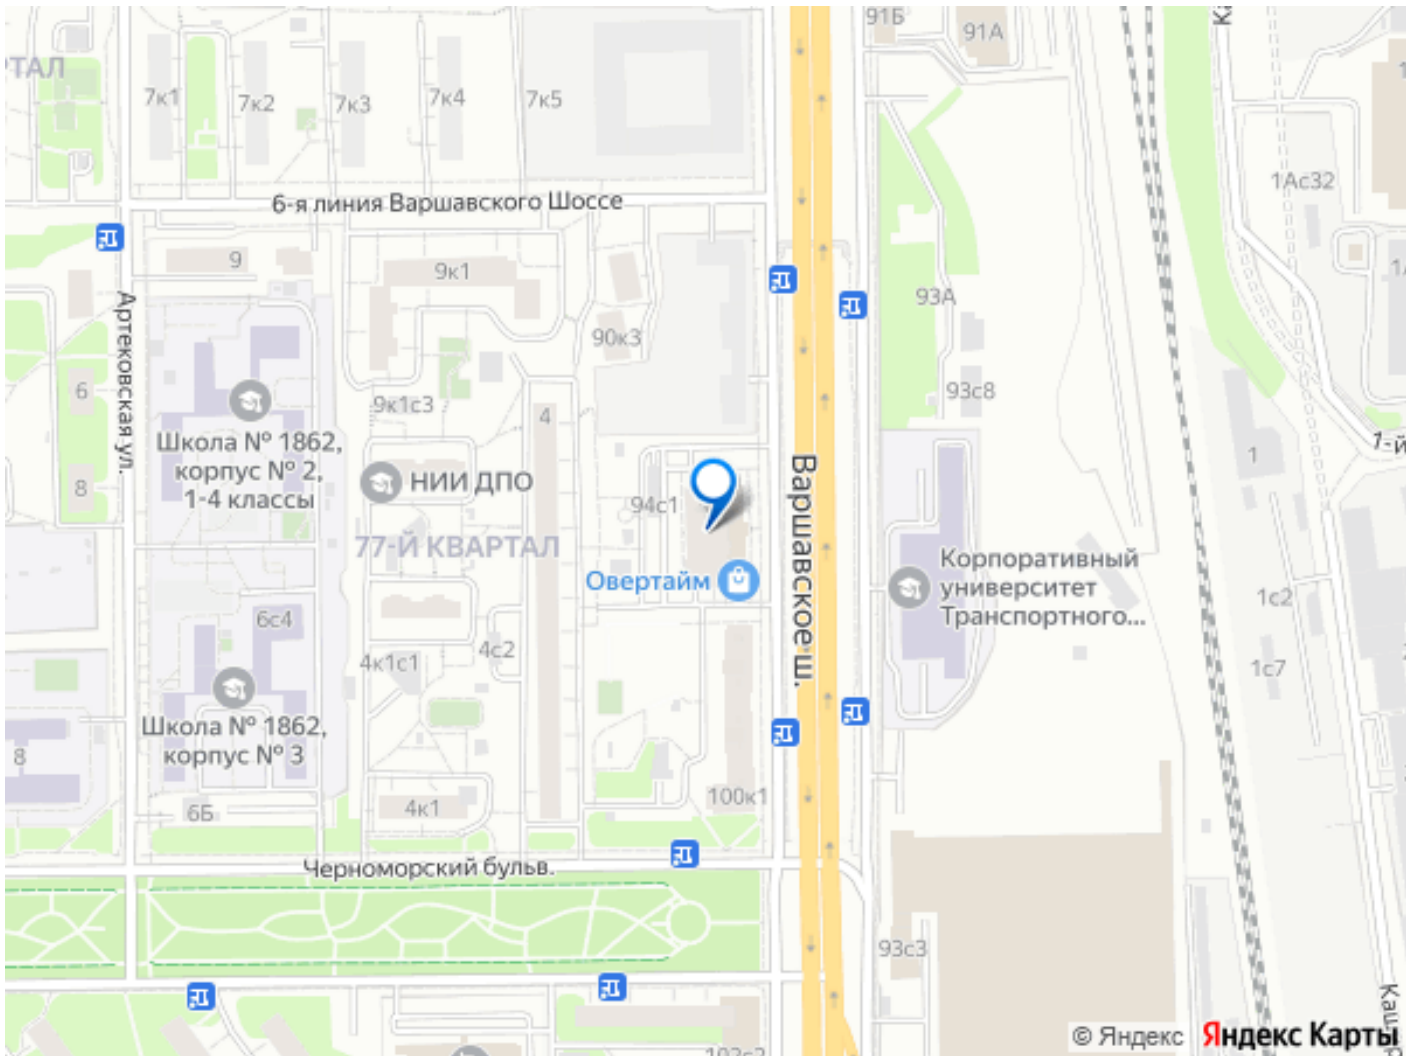 91Б
91А
ТАЛ
7к1
7к2
7к3
7к4
7к5
1Ас32
6-я линия Варшавского Шоссе
9
9к1
93А
90к3
Артековская ул.
6
9к1с3
4
93с8
Школа № 1862,
корпус № 2,
1-4 классы
1-й
1
Варшавское ш.
НИИ ДПО
8
94с1
77-Й КВАРТАЛ
Овертайм
Корпоративный
университет
Транспортного...
1с2
6с4
4с2
4к1с1
1с7
Школа № 1862,
корпус № 3
8
100к1
4к1
6Б
Черноморский бульв.
93с3
© Яндекс
Яндекс Карты